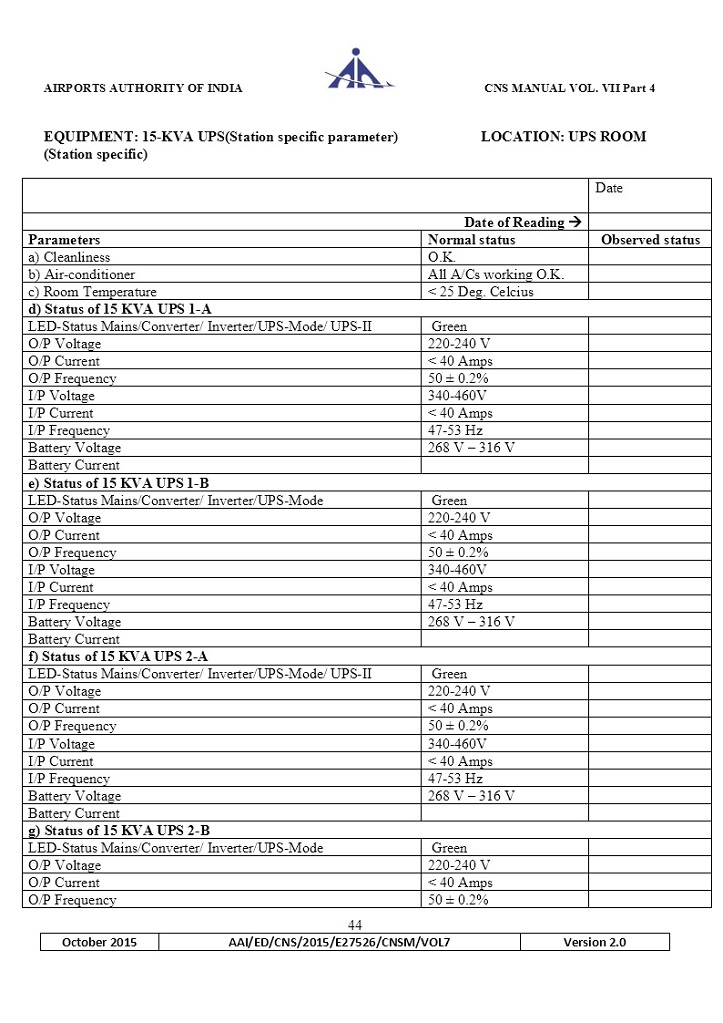 AIRPORTS AUTHORITY OF INDIA CNS MANUAL VOL. VII Part 4
EQUIPMENT: 15-KVA UPS(Station specific parameter) LOCATION: UPS ROOM
(Station specific)
Date
Date of Reading →
Parameters Normal status Observed status
a) Cleanliness O.K.
b) Air-conditioner All A/Cs working O.K.
c) Room Temperature < 25 Deg. Celcius
d) Status of 15 KVA UPS 1-A
LED-Status Mains/Converter/ Inverter/UPS-Mode/ UPS-II Green
O/P Voltage 220-240 V
O/P Current < 40 Amps
O/P Frequency 50 ± 0.2%
I/P Voltage 340-460V
I/P Current < 40 Amps
I/P Frequency 47-53 Hz
Battery Voltage 268 V – 316 V
Battery Current
e) Status of 15 KVA UPS 1-B
LED-Status Mains/Converter/ Inverter/UPS-Mode Green
O/P Voltage 220-240 V
O/P Current < 40 Amps
O/P Frequency 50 ± 0.2%
I/P Voltage 340-460V
I/P Current < 40 Amps
I/P Frequency 47-53 Hz
Battery Voltage 268 V – 316 V
Battery Current
f) Status of 15 KVA UPS 2-A
LED-Status Mains/Converter/ Inverter/UPS-Mode/ UPS-II Green
O/P Voltage 220-240 V
O/P Current < 40 Amps
O/P Frequency 50 ± 0.2%
I/P Voltage 340-460V
I/P Current < 40 Amps
I/P Frequency 47-53 Hz
Battery Voltage 268 V – 316 V
Battery Current
g) Status of 15 KVA UPS 2-B
LED-Status Mains/Converter/ Inverter/UPS-Mode Green
O/P Voltage 220-240 V
O/P Current < 40 Amps
O/P Frequency 50 ± 0.2%
44
October 2015 AAI/ED/CNS/2015/E27526/CNSM/VOL7 Version 2.0